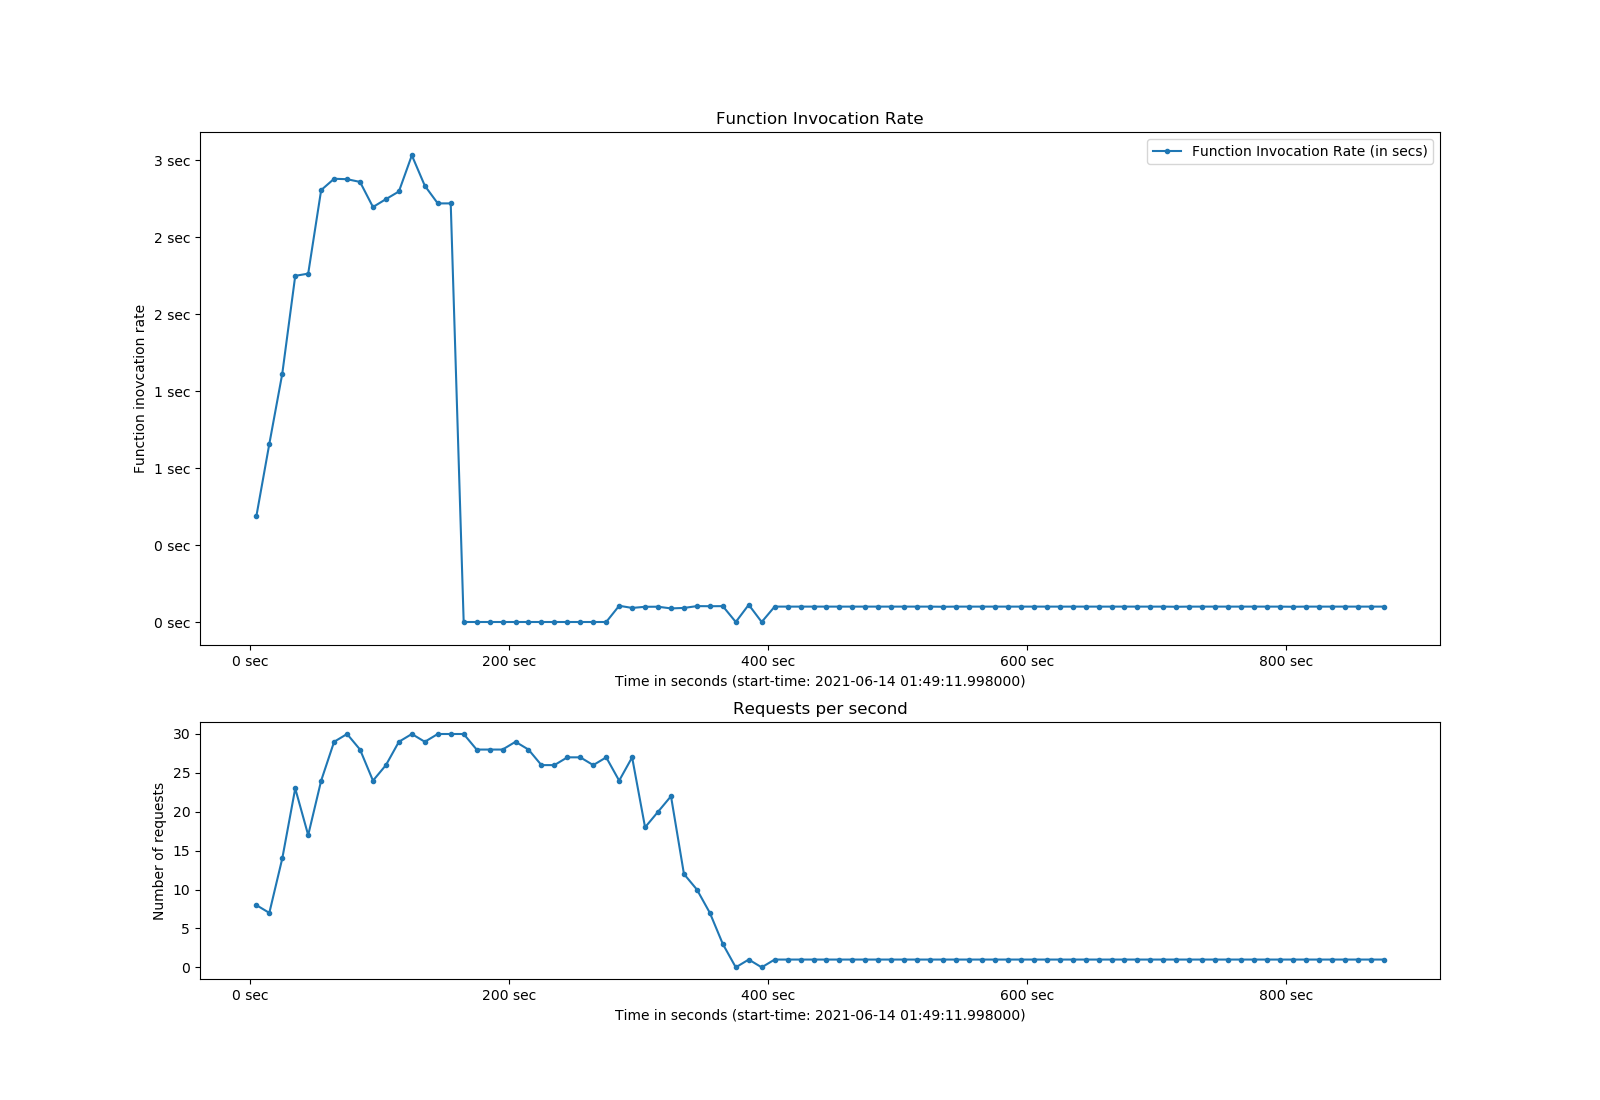 Function Invocation Rate
Function Invocation Rate (in secs)
3 sec
2 sec
2 sec
1 sec
1 sec
0 sec
0 sec
Function inovcation rate
0 sec 200 sec 400 sec 600 sec 800 sec
Time in seconds (start-time: 2021-06-14 01:49:11.998000)
Requests per second
30
25
20
15
10
5
0
Number of requests
0 sec 200 sec 400 sec 600 sec 800 sec
Time in seconds (start-time: 2021-06-14 01:49:11.998000)